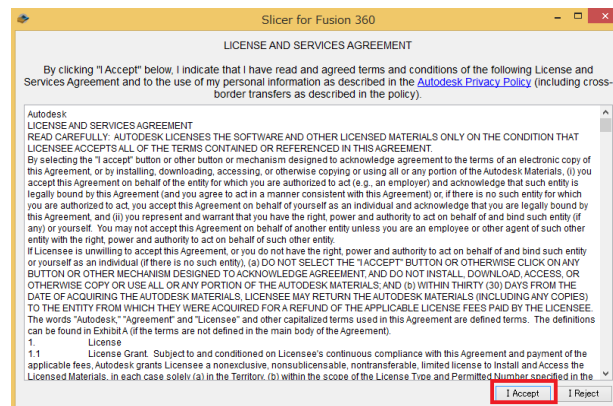 Slicer for Fusion 360
LICENSE AND SERVICES AGREEMENT
By clicking "I Accept" below, I indicate that I have read and agreed terms and conditions of the following License and
Services Agreement and to the use of my personal information as described in the Autodesk Privacy Policy (including cross-
border transfers as described in the policy).
Autodesk
LICENSE AND SERVICES AGREEMENT
READ CAREFULLY: AUTODESK LICENSES THE SOFTWARE AND OTHER LICENSED MATERIALS ONLY ON THE CONDITION THAT
LICENSEE ACCEPTS ALL OF THE TERMS CONTAINED OR REFERENCED IN THIS AGREEMENT.
By selecting the "I accept" button or other button or mechanism designed to acknowledge agreement to the terms of an electronic copy of
this Agreement, or by installing, downloading, accessing, or otherwise copying or using all or any portion of the Autodesk Materials, (i) you
accept this Agreement on behalf of the entity for which you are authorized to act (e.g., an employer) and acknowledge that such entity is
legally bound by this Agreement (and you agree to act in a manner consistent with this Agreement) or, if there is no such entity for which
you are authorized to act, you accept this Agreement on behalf of yourself as an individual and acknowledge that you are legally bound by
this Agreement, and (ii) you represent and warrant that you have the right, power and authority to act on behalf of and bind such entity (if
any) or yourself. You may not accept this Agreement on behalf of another entity unless you are an employee or other agent of such other
entity with the right, power and authority to act on behalf of such other entity.
If Licensee is unwilling to accept this Agreement, or you do not have the right, power and authority to act on behalf of and bind such entity
or yourself as an individual (if there is no such entity), (a) DO NOT SELECT THE "I ACCEPT" BUTTON OR OTHERWISE CLICK ON ANY
BUTTON OR OTHER MECHANISM DESIGNED TO ACKNOWLEDGE AGREEMENT, AND DO NOT INSTALL, DOWNLOAD, ACCESS, OR
OTHERWISE COPY OR USE ALL OR ANY PORTION OF THE AUTODESK MATERIALS; AND (b) WITHIN THIRTY (30) DAYS FROM THE
DATE OF ACQUIRING THE AUTODESK MATERIALS, LICENSEE MAY RETURN THE AUTODESK MATERIALS (INCLUDING ANY COPIES)
TO THE ENTITY FROM WHICH THEY WERE ACQUIRED FOR A REFUND OF THE APPLICABLE LICENSE FEES PAID BY THE LICENSEE.
The words "Autodesk," "Agreement" and "Licensee" and other capitalized terms used in this Agreement are defined terms. The definitions
can be found in Exhibit A (if the terms are not defined in the main body of the Agreement).
1. License
1.1 License Grant. Subject to and conditioned on Licensee's continuous compliance with this Agreement and payment of the
applicable fees, Autodesk grants Licensee a nonexclusive, nonsublicensable, nontransferable, limited license to Install and Access the
Licensed Materials, in each case solely (a) in the Territory, (b) within the scope of the License Type and Permitted Number specified in the
I Accept
I Reject